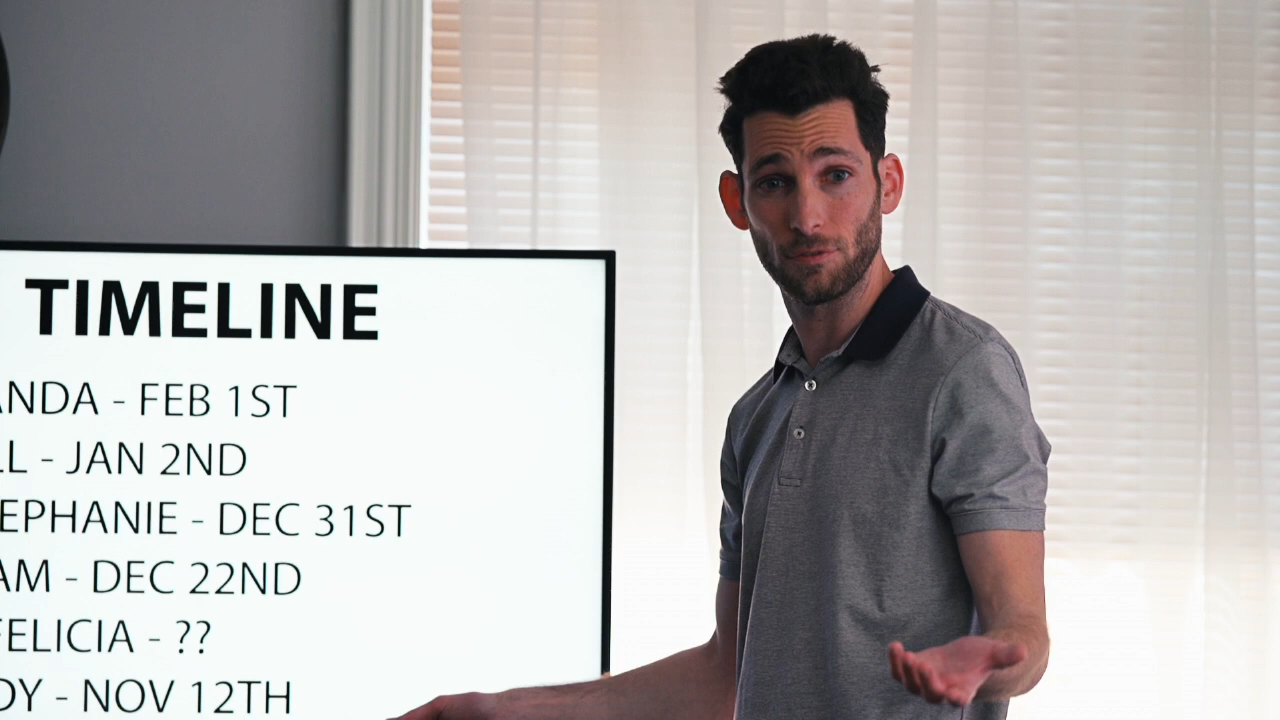 TIMELINE
ANDA - FEB 1ST
LL - JAN 2ND
EPHANIE - DEC 31ST
AM - DEC 22ND
FELICIA - ??
DY - NOV 12TH